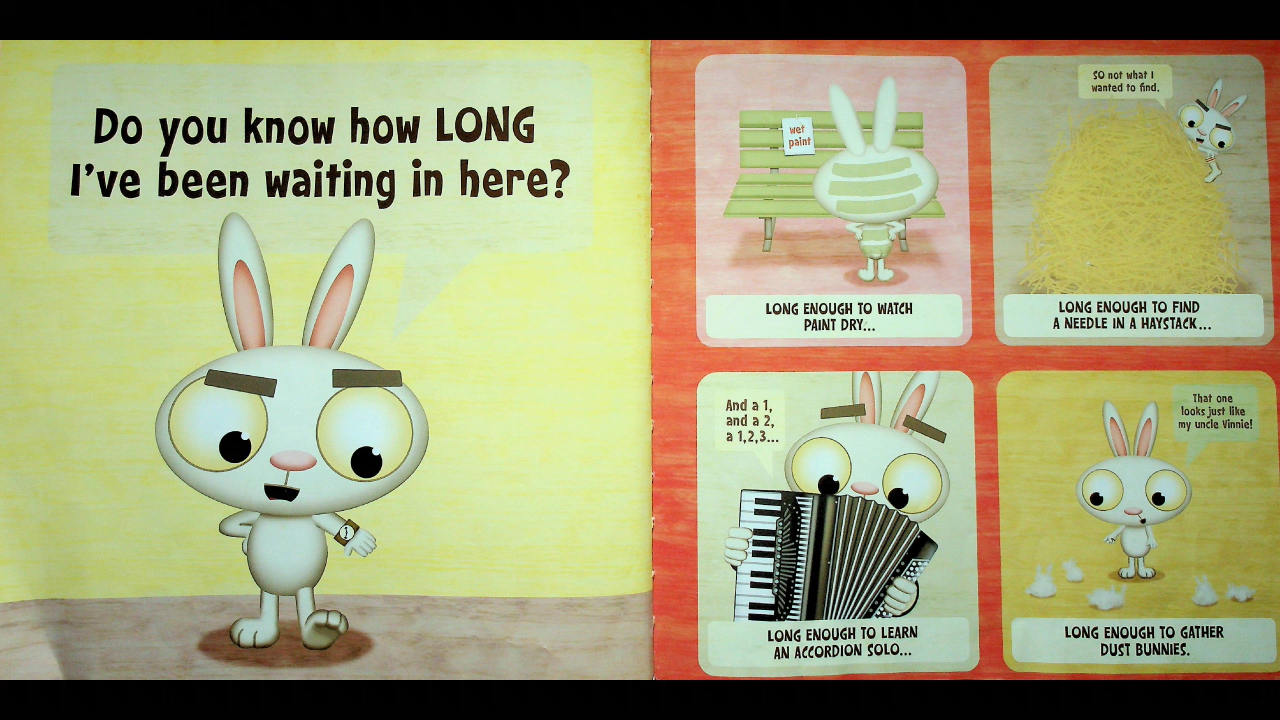 Do you know how LONG
I've been waiting in here?
wet
paint
LONG ENOUGH TO WATCH
PAINT DRY...
SO not what I
wanted to find.
LONG ENOUGH TO FIND
A NEEDLE IN A HAYSTACK...
And a 1,
and a 2,
a 1,2,3...
LONG ENOUGH TO LEARN
AN ACCORDION SOLO...
That one
looks just like
my uncle Vinnie!
LONG ENOUGH TO GATHER
DUST BUNNIES.